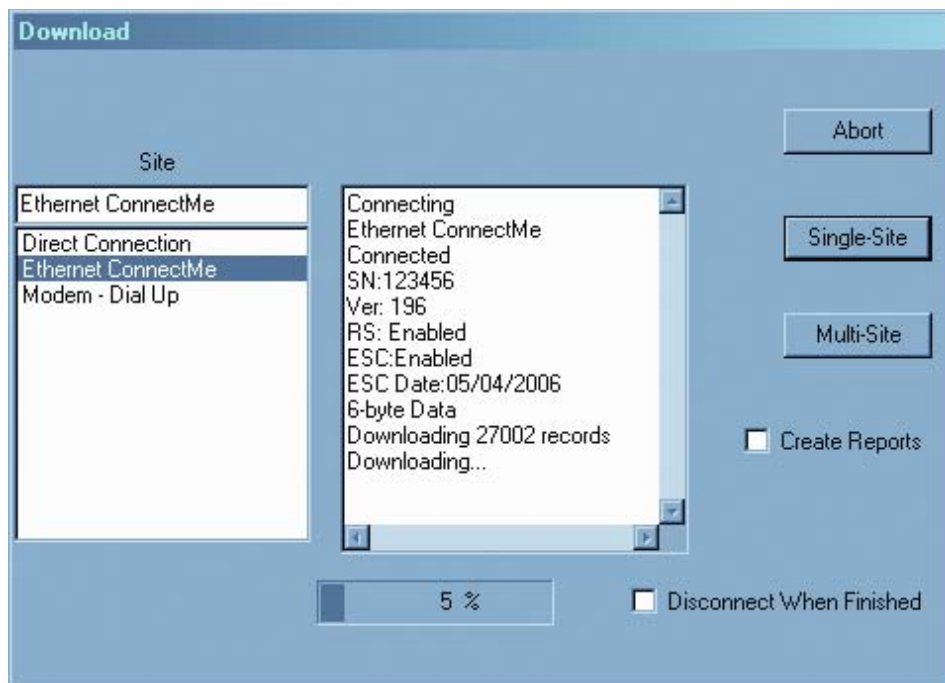 Download
Site
Ethernet ConnectMe
Direct Connection
Ethernet ConnectMe
Modem - Dial Up
Connecting
Ethernet ConnectMe
Connected
SN:123456
Ver: 196
RS: Enabled
ESC:Enabled
ESC Date:05/04/2006
6-byte Data
Downloading 27002 records
Downloading...
Abort
Single-Site
Multi-Site
Create Reports
5 %
Disconnect When Finished